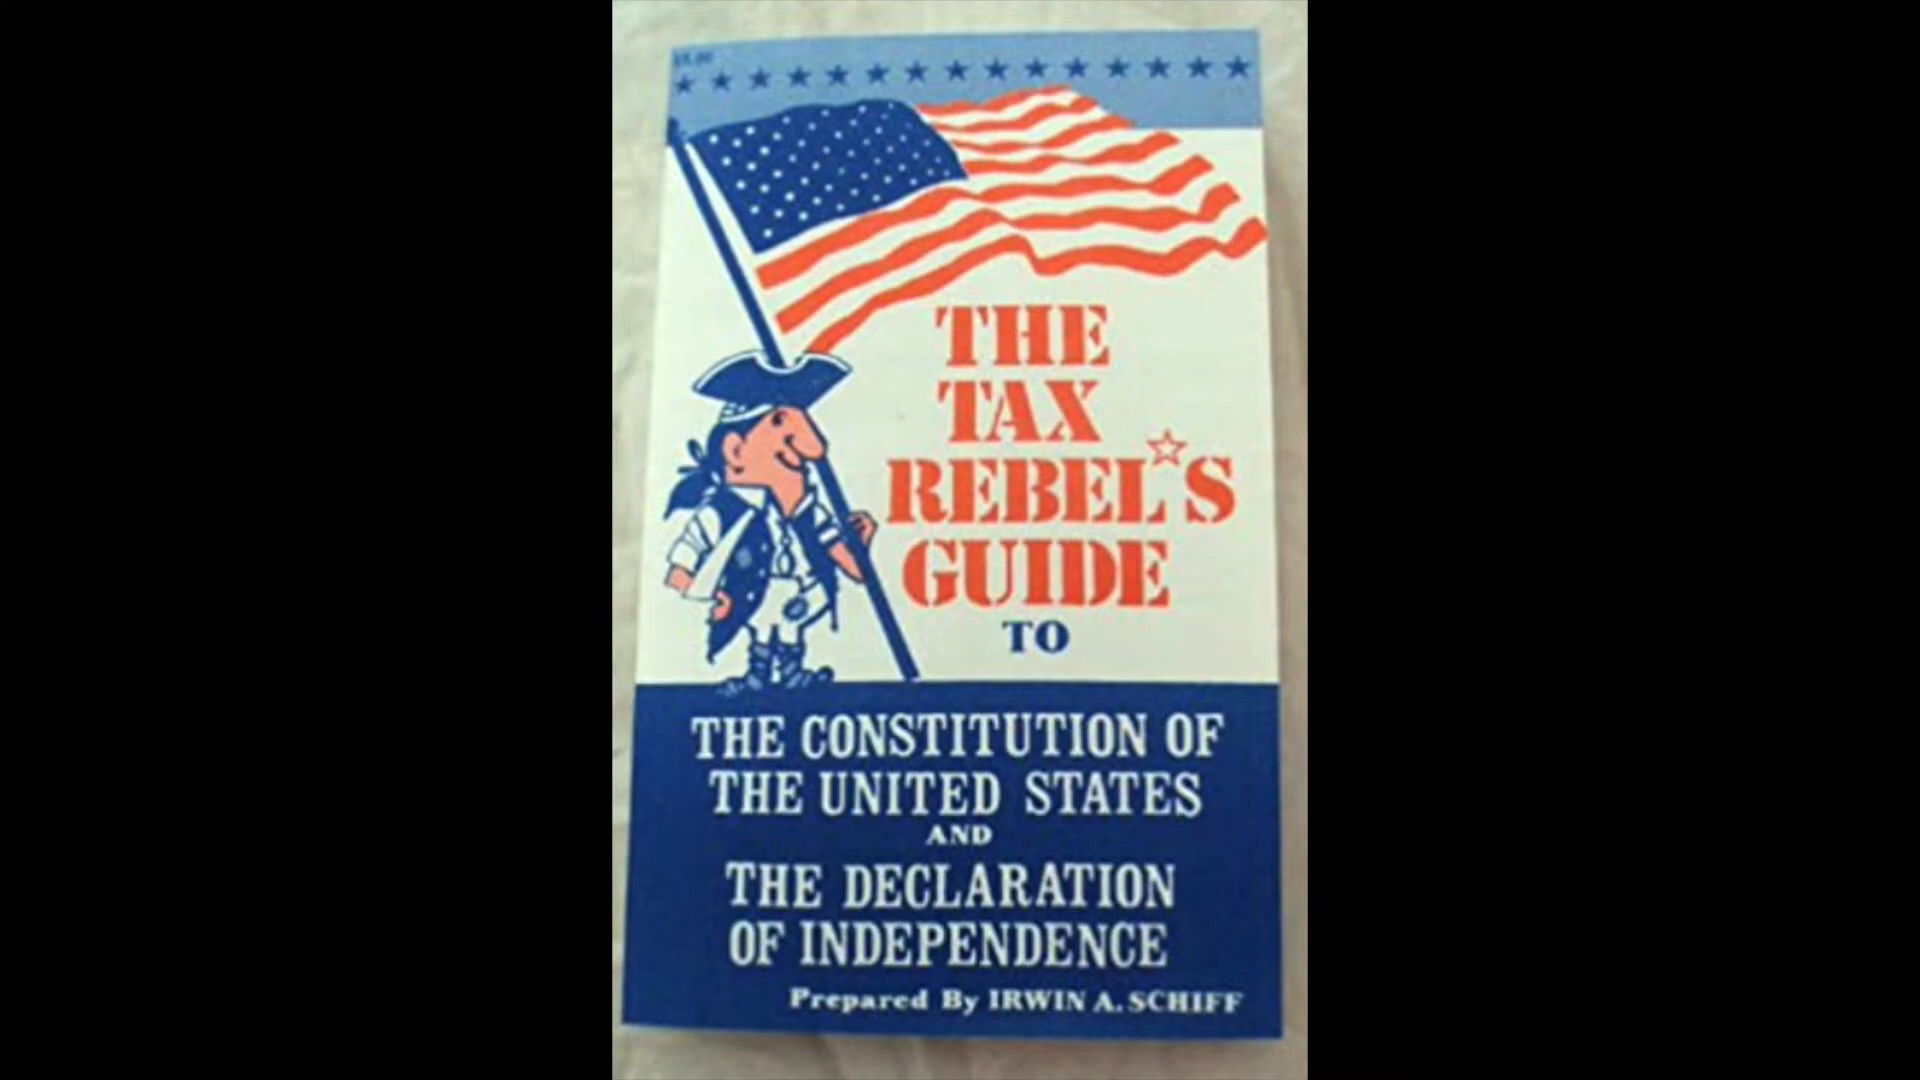 THE
TAX
REBEL'S
GUIDE
TO
THE CONSTITUTION OF
THE UNITED STATES
AND
THE DECLARATION
OF INDEPENDENCE
Prepared By IRWIN A. SCHIFF